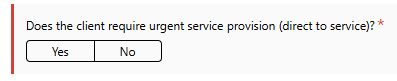 Does the client require urgent service provision (direct to service)? *
Yes No